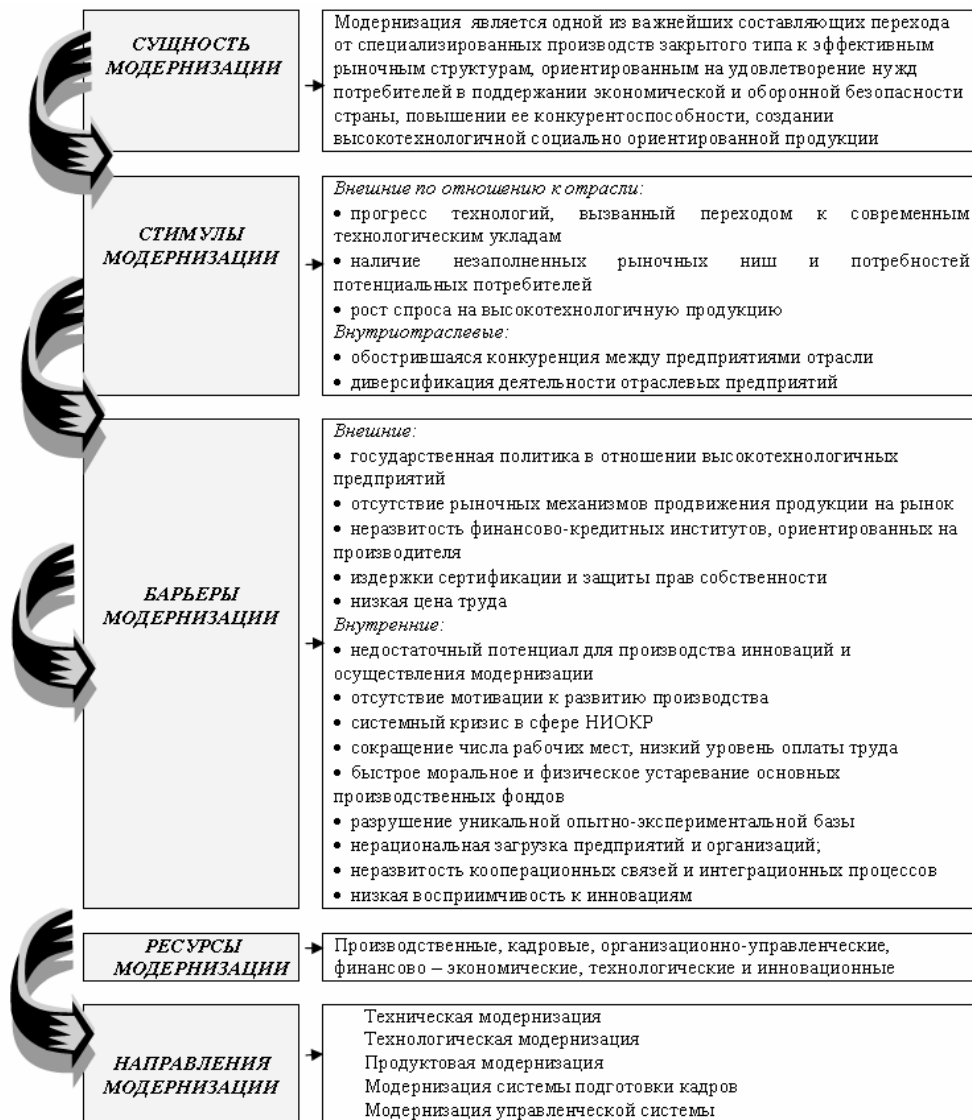 СУЩНОСТЬ
МОДЕРНИЗАЦИИ
Модернизация является одной из важнейших составляющих перехода
от специализированных производств закрытого типа к эффективным
рыночным структурам, ориентированным на удовлетворение нужд
потребителей в поддержании экономической и оборонной безопасности
страны, повышении ее конкурентоспособности, создании
высокотехнологичной социально ориентированной продукции
СТИМУЛЫ
МОДЕРНИЗАЦИИ
Внешние по отношению к отрасли:
• прогресс технологий, вызванный переходом к современным
технологическим укладам
• наличие незаполненных рыночных ниш и потребностей
потенциальных потребителей
• рост спроса на высокотехнологичную продукцию
Внутриотраслевые:
• обострившаяся конкуренция между предприятиями отрасли
• диверсификация деятельности отраслевых предприятий
БАРЬЕРЫ
МОДЕРНИЗАЦИИ
Внешние:
• государственная политика в отношении высокотехнологичных
предприятий
• отсутствие рыночных механизмов продвижения продукции на рынок
• неразвитость финансово-кредитных институтов, ориентированных на
производителя
• издержки сертификации и защиты прав собственности
• низкая цена труда
Внутренние:
• недостаточный потенциал для производства инноваций и
осуществления модернизации
• отсутствие мотивации к развитию производства
• системный кризис в сфере НИОКР
• сокращение числа рабочих мест, низкий уровень оплаты труда
• быстрое моральное и физическое устаревание основных
производственных фондов
• разрушение уникальной опытно-экспериментальной базы
• нерациональная загрузка предприятий и организаций;
• неразвитость кооперационных связей и интеграционных процессов
• низкая восприимчивость к инновациям
РЕСУРСЫ
МОДЕРНИЗАЦИИ
Производственные, кадровые, организационно-управленческие,
финансово – экономические, технологические и инновационные
НАПРАВЛЕНИЯ
МОДЕРНИЗАЦИИ
Техническая модернизация
Технологическая модернизация
Продуктовая модернизация
Модернизация системы подготовки кадров
Модернизация управленческой системы